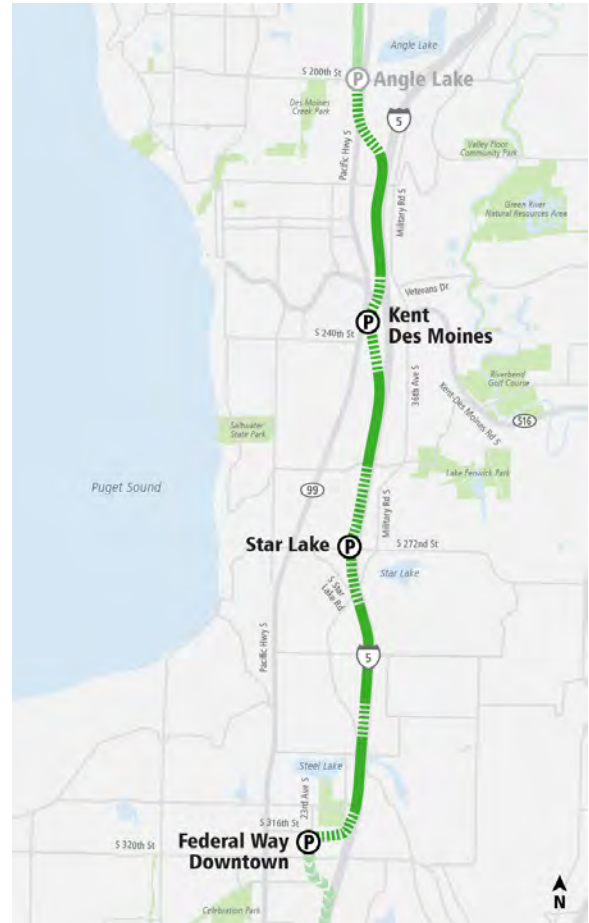 Angle Lake
S 200th St
P
Angle Lake
Des Moines
Creek Park
5
Pacific Hwy S
Valley Floor
Community Park
Military Rd S
Green River
Natural Resources Area
Veterans Dr
P
Kent
Des Moines
S 240th St
36th Ave S
Riverbend
Golf Course
Kent-Des Moines Rd S
516
Saltwater
State Park
Lake Fenwick Park
Puget Sound
99
Military Rd S
Star Lake
P
S 272nd St
Star Lake
S Star
Lake Rd
Pacific Hwy S
5
Steel Lake
23rd Ave S
S 316th St
S 320th St
Federal Way
Downtown
P
Celebration Park
N